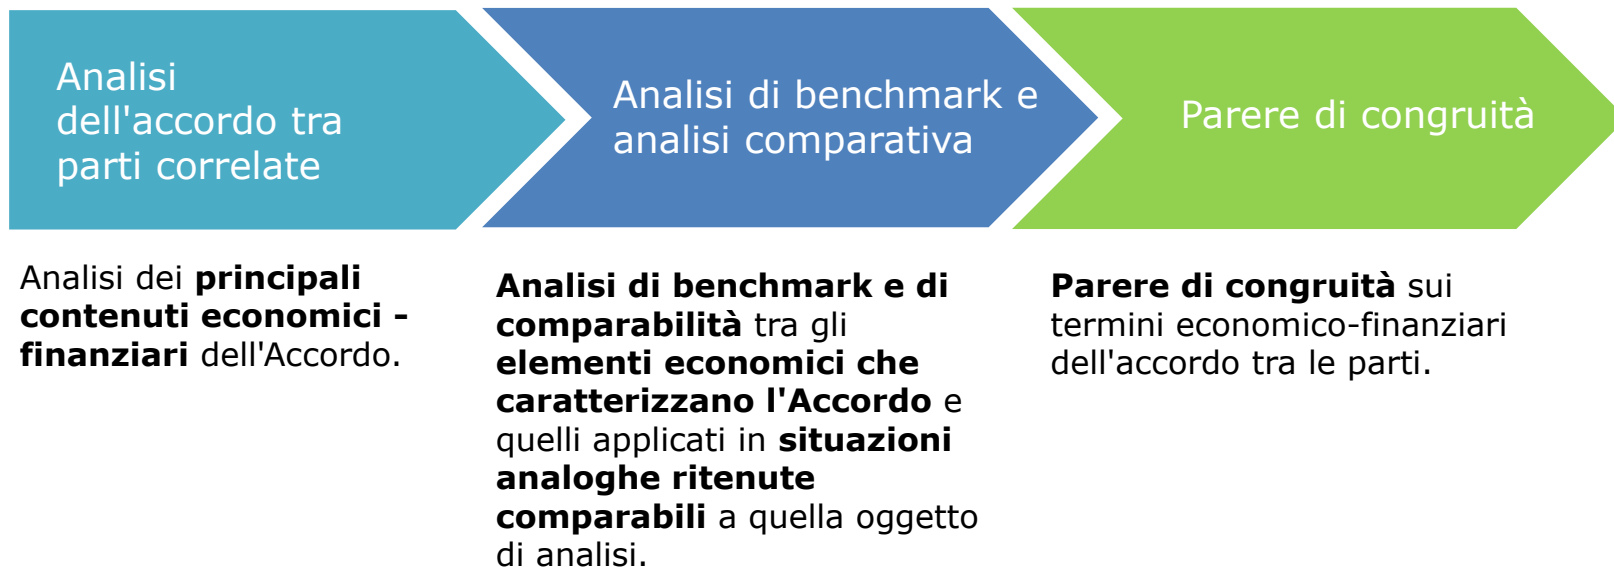 Analisi
dell'accordo tra
parti correlate
Analisi di benchmark e
analisi comparativa
Parere di congruità
Analisi dei principali
contenuti economici -
finanziari dell'Accordo.
Analisi di benchmark e di
comparabilità tra gli
elementi economici che
caratterizzano l'Accordo e
quelli applicati in situazioni
analoghe ritenute
comparabili a quella oggetto
di analisi.
Parere di congruità sui
termini economico-finanziari
dell'accordo tra le parti.